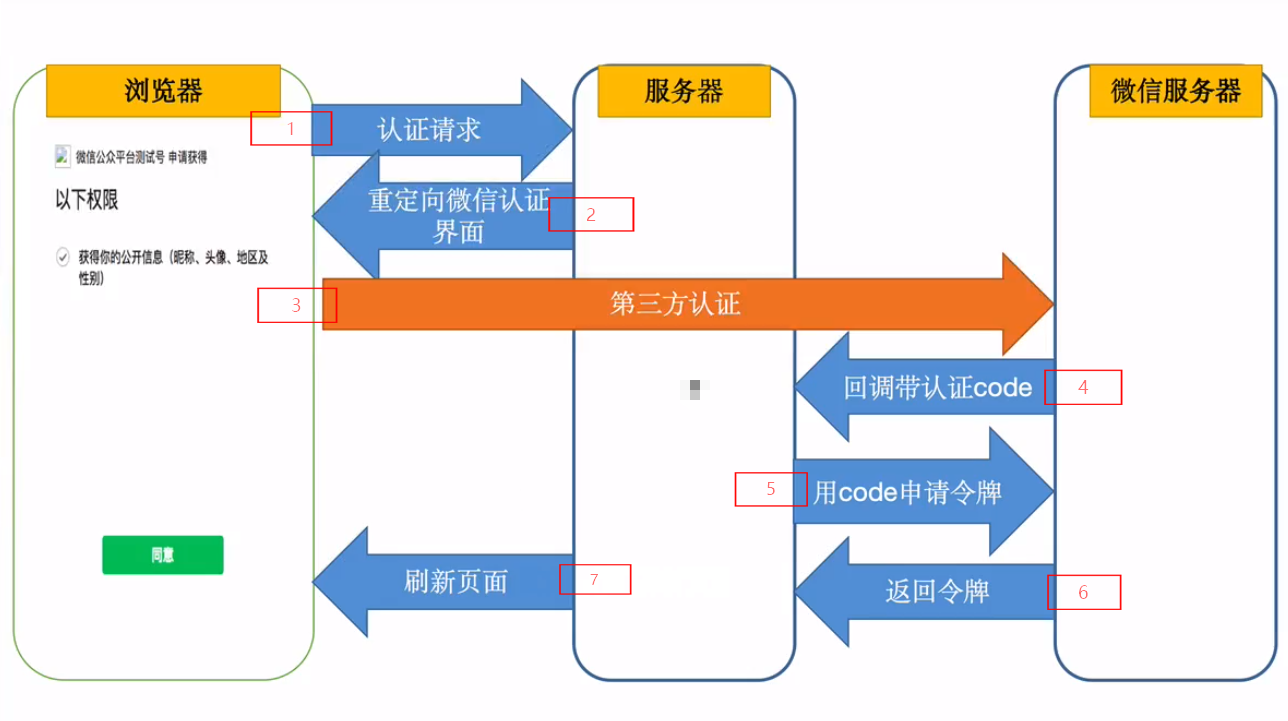 浏览器
服务器
微信服务器
1
认证请求
微信公众平台测试号 申请获得
以下权限
重定向微信认证
界面
2
获得你的公开信息（昵称、头像、地区及
性别）
3
第三方认证
回调带认证code
4
5
用code申请令牌
同意
刷新页面
7
返回令牌
6